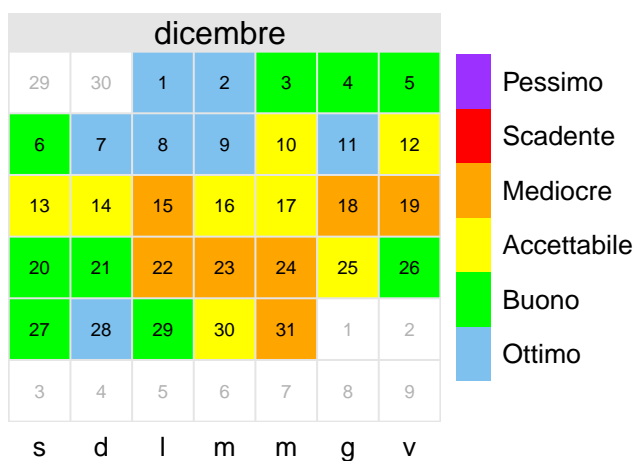 dicembre
29 30 1 2 3 4 5
6 7 8 9 10 11 12
13 14 15 16 17 18 19
20 21 22 23 24 25 26
27 28 29 30 31 1 2
3 4 5 6 7 8 9
s d l m m g v
Pessimo
Scadente
Mediocre
Accettabile
Buono
Ottimo